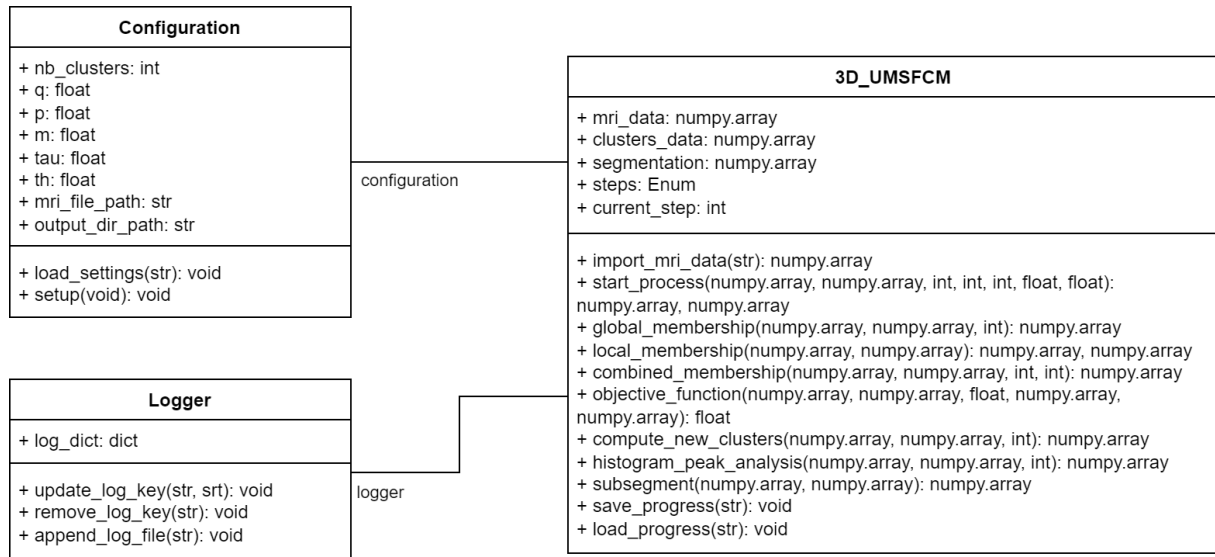 Configuration
+ nb_clusters: int
+ q: float
+ p: float
+ m: float
+ tau: float
+ th: float
+ mri_file_path: str
+ output_dir_path: str
+ load_settings(str): void
+ setup(void): void
configuration
3D_UMSFCM
+ mri_data: numpy.array
+ clusters_data: numpy.array
+ segmentation: numpy.array
+ steps: Enum
+ current_step: int
+ import_mri_data(str): numpy.array
+ start_process(numpy.array, numpy.array, int, int, int, float, float):
numpy.array, numpy.array
+ global_membership(numpy.array, numpy.array, int): numpy.array
+ local_membership(numpy.array, numpy.array): numpy.array, numpy.array
+ combined_membership(numpy.array, numpy.array, int, int): numpy.array
+ objective_function(numpy.array, numpy.array, float, numpy.array,
numpy.array): float
+ compute_new_clusters(numpy.array, numpy.array, int): numpy.array
+ histogram_peak_analysis(numpy.array, numpy.array, int): numpy.array
+ subsegment(numpy.array, numpy.array): numpy.array
+ save_progress(str): void
+ load_progress(str): void
Logger
+ log_dict: dict
+ update_log_key(str, srt): void
+ remove_log_key(str): void
+ append_log_file(str): void
logger